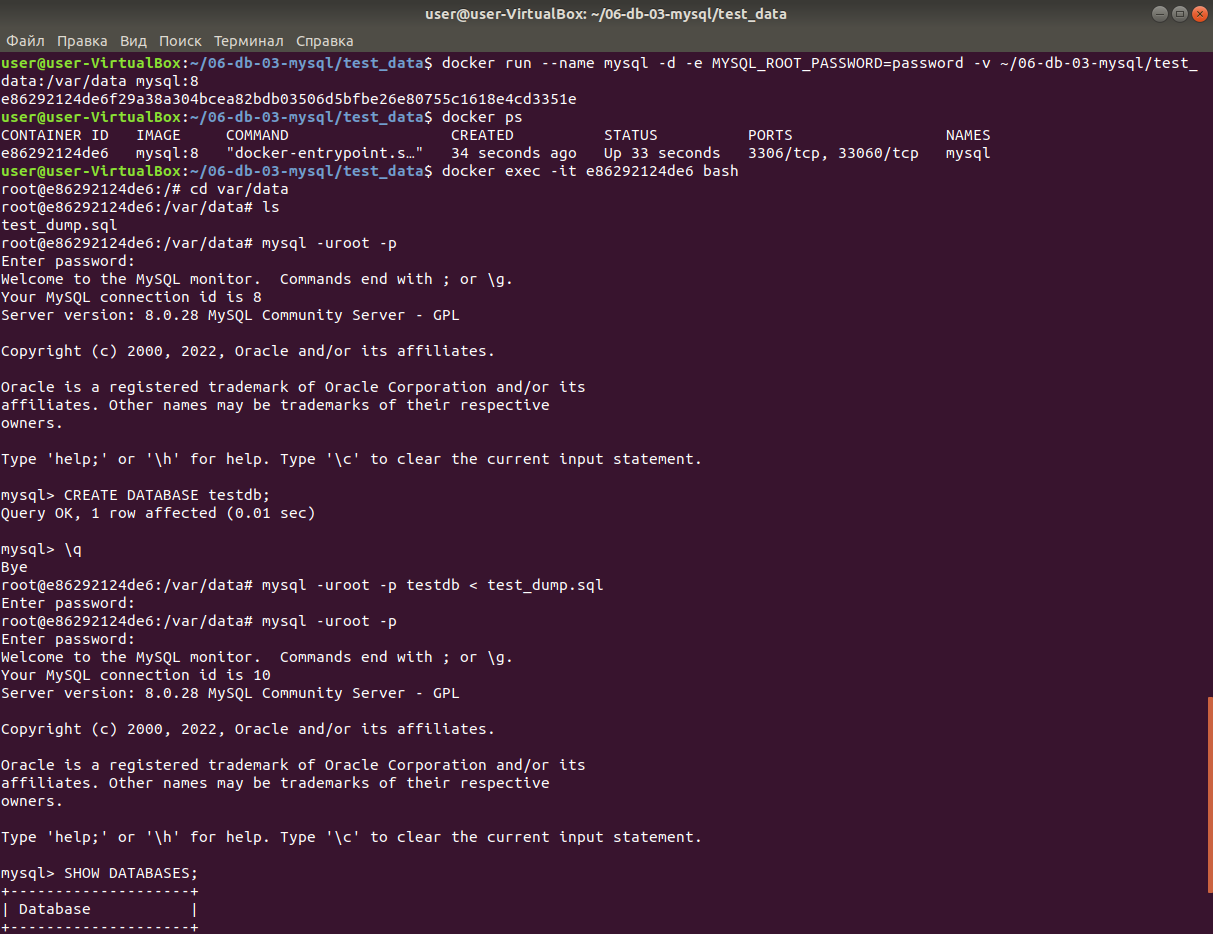 user@user-VirtualBox: ~/06-db-03-mysql/test_data
Файл Правка Вид Поиск Терминал Справка
user@user-VirtualBox:~/06-db-03-mysql/test_data$ docker run --name mysql -d -e MYSQL_ROOT_PASSWORD=password -v ~/06-db-03-mysql/test_
data:/var/data mysql:8
e86292124de6f29a38a304bcea82bdb03506d5bfbe26e80755c1618e4cd3351e
user@user-VirtualBox:~/06-db-03-mysql/test_data$ docker ps
CONTAINER ID   IMAGE     COMMAND                  CREATED          STATUS          PORTS                 NAMES
e86292124de6   mysql:8   "docker-entrypoint.s…"   34 seconds ago   Up 33 seconds   3306/tcp, 33060/tcp   mysql
user@user-VirtualBox:~/06-db-03-mysql/test_data$ docker exec -it e86292124de6 bash
root@e86292124de6:/# cd var/data
root@e86292124de6:/var/data# ls
test_dump.sql
root@e86292124de6:/var/data# mysql -uroot -p
Enter password:
Welcome to the MySQL monitor.  Commands end with ; or \g.
Your MySQL connection id is 8
Server version: 8.0.28 MySQL Community Server - GPL
Copyright (c) 2000, 2022, Oracle and/or its affiliates.
Oracle is a registered trademark of Oracle Corporation and/or its
affiliates. Other names may be trademarks of their respective
owners.
Type 'help;' or '\h' for help. Type '\c' to clear the current input statement.
mysql> CREATE DATABASE testdb;
Query OK, 1 row affected (0.01 sec)
mysql> \q
Bye
root@e86292124de6:/var/data# mysql -uroot -p testdb < test_dump.sql
Enter password:
root@e86292124de6:/var/data# mysql -uroot -p
Enter password:
Welcome to the MySQL monitor.  Commands end with ; or \g.
Your MySQL connection id is 10
Server version: 8.0.28 MySQL Community Server - GPL
Copyright (c) 2000, 2022, Oracle and/or its affiliates.
Oracle is a registered trademark of Oracle Corporation and/or its
affiliates. Other names may be trademarks of their respective
owners.
Type 'help;' or '\h' for help. Type '\c' to clear the current input statement.
mysql> SHOW DATABASES;
+--------------------+
| Database           |
+--------------------+